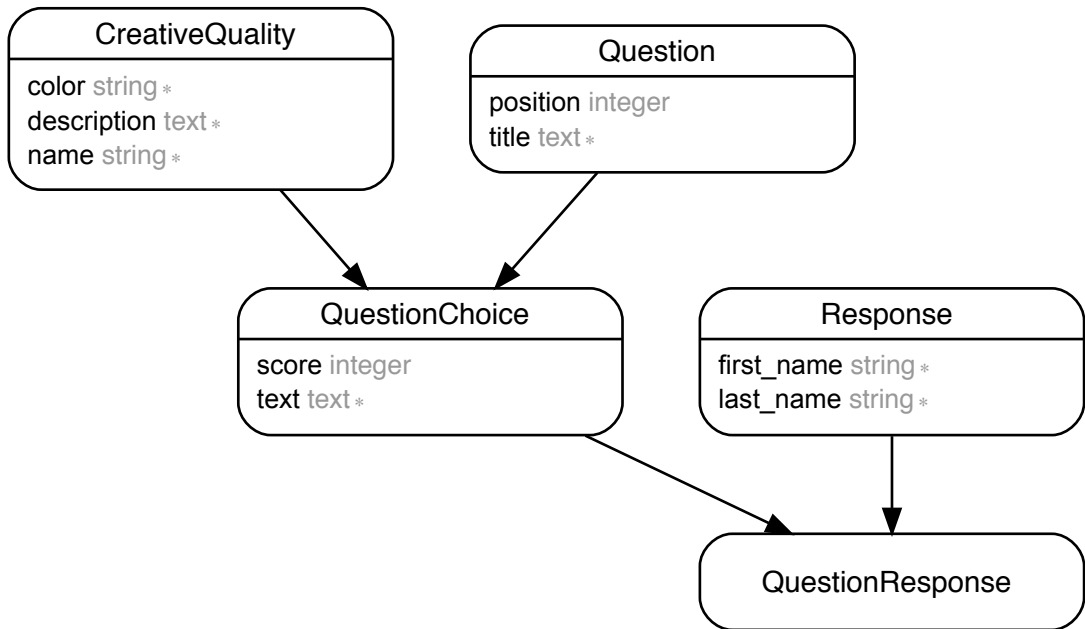 CreativeQuality
color string *
description text *
name string *
Question
position integer
title text *
QuestionChoice
score integer
text text *
Response
first_name string *
last_name string *
QuestionResponse